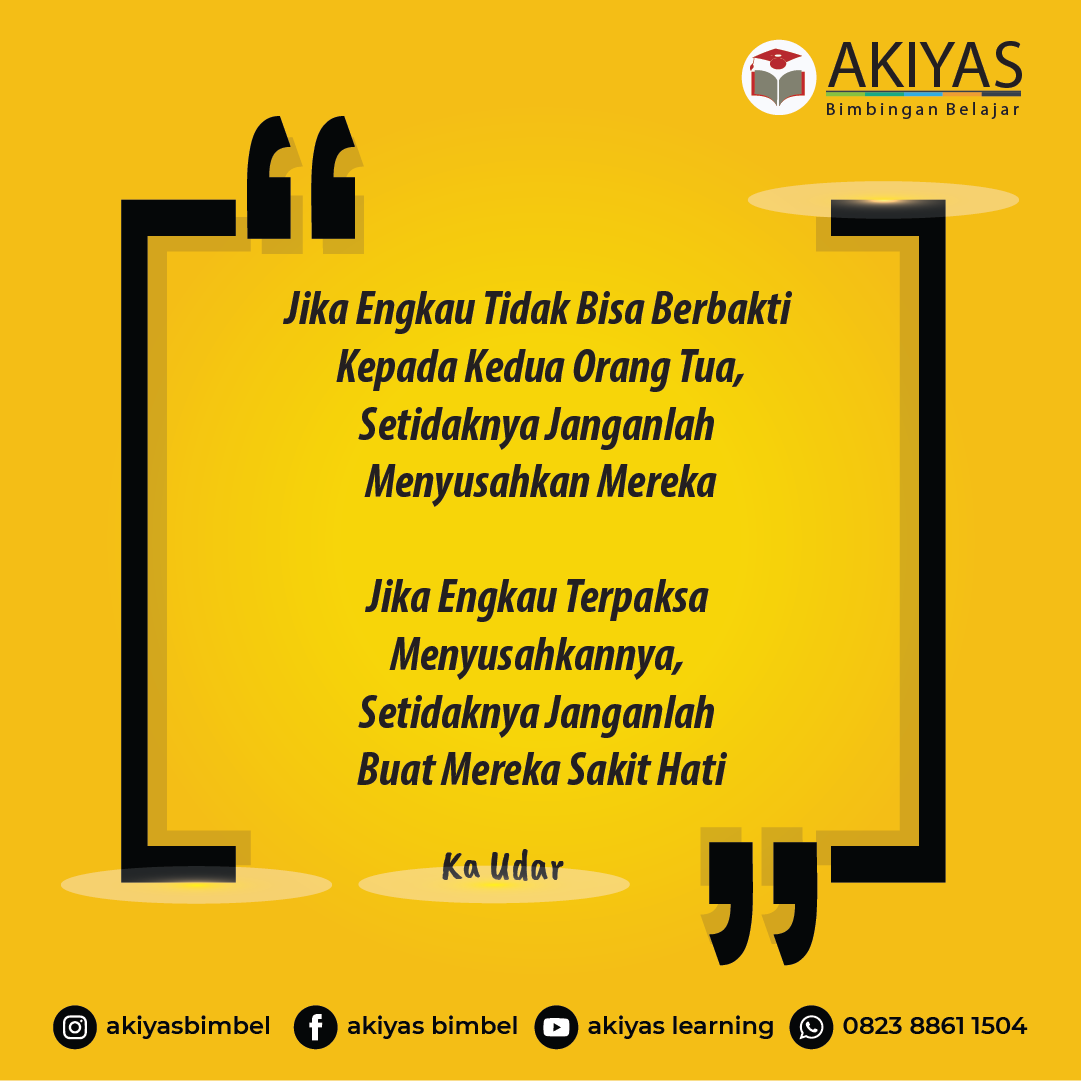 AKIYAS
Bimbingan Belajar
Jika Engkau Tidak Bisa Berbakti
Kepada Kedua Orang Tua,
Setidaknya Janganlah
Menyusahkan Mereka
Jika Engkau Terpaksa
Menyusahkannya,
Setidaknya Janganlah
Buat Mereka Sakit Hati
Ka Udar
akiyasbimbel akiyas bimbel akiyas learning 0823 8861 1504